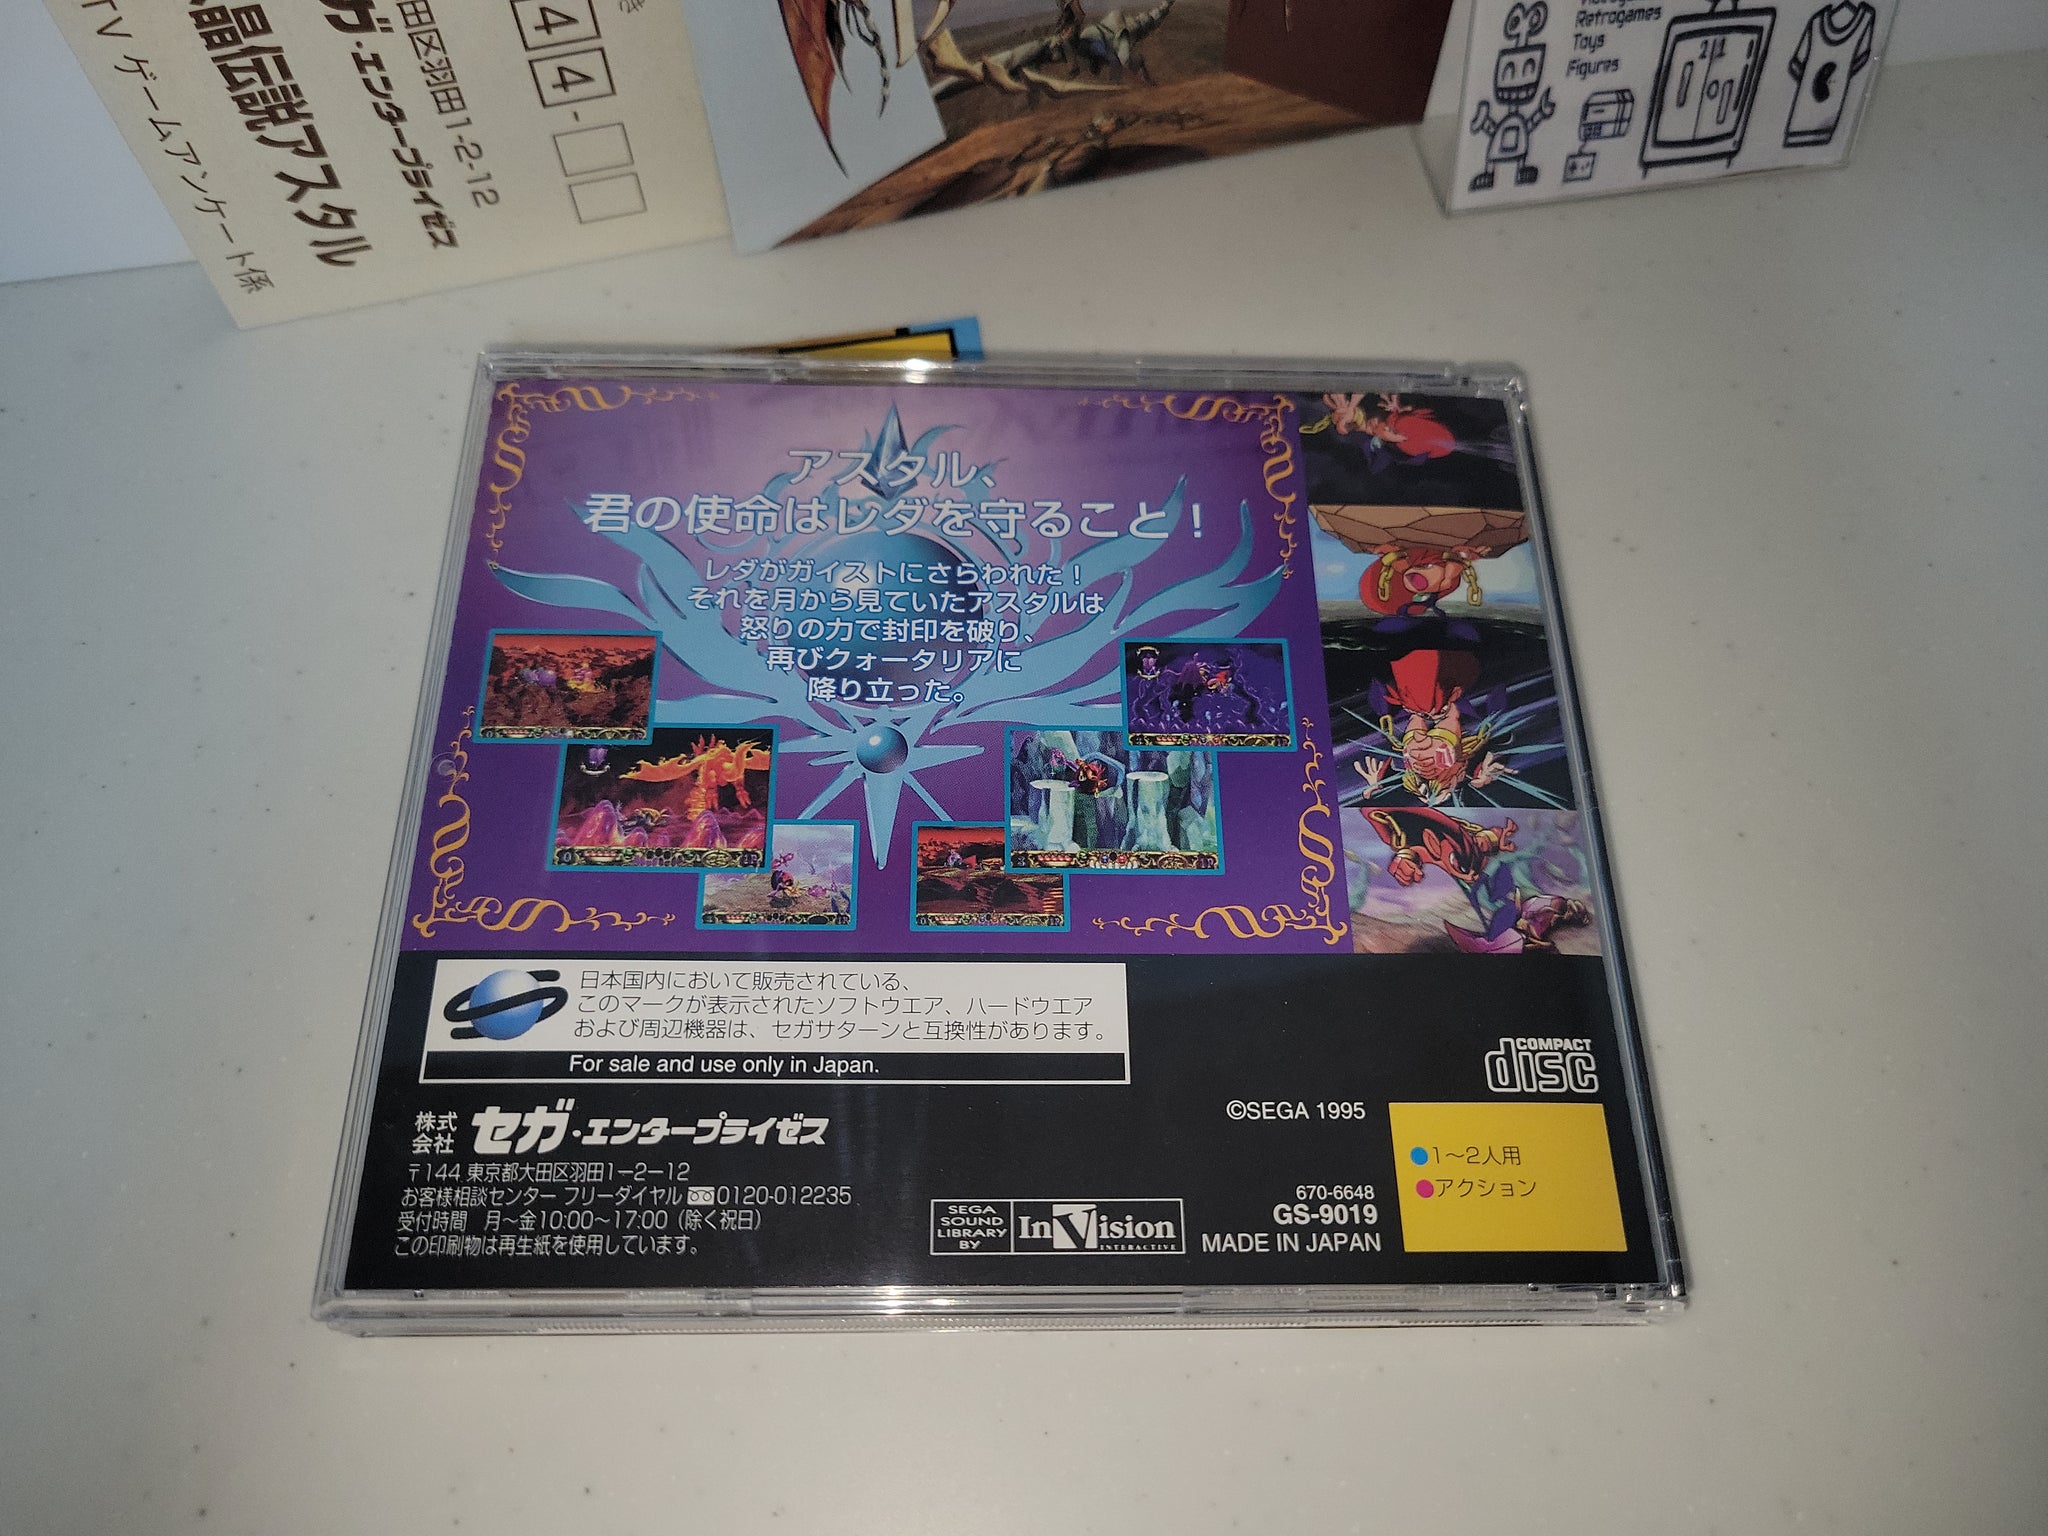 4
4-
田区羽田1-2-12
ガ・エンタープライゼス
晶伝説アスタル
TV ゲームアンケート係
Retrogames
Toys
Figures
アスタル、
君の使命はレダを守ること！
レダがガイストにさらわれた！
それを月から見ていたアスタルは
怒りの力で封印を破り、
再びクォータリアに
降り立った。
日本国内において販売されている、
このマークが表示されたソフトウエア、ハードウエア
および周辺機器は、セガサターンと互換性があります。
For sale and use only in Japan.
COMPACT
disc
株式会社 セガ・エンタープライゼス
〒144 東京都大田区羽田1-2-12
お客様相談センター フリーダイヤル 0120-012235
受付時間 月～金10:00～17:00（除く祝日）
この印刷物は再生紙を使用しています。
SEGA
SOUND
LIBRARY
BY
InVision
INTERACTIVE
©SEGA 1995
670-6648
GS-9019
MADE IN JAPAN
●1～2人用
●アクション